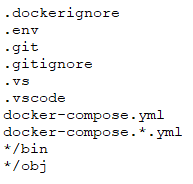 .dockerignore
.env
.git
.gitignore
.vs
.vscode
docker-compose.yml
docker-compose.*.yml
*/bin
*/obj